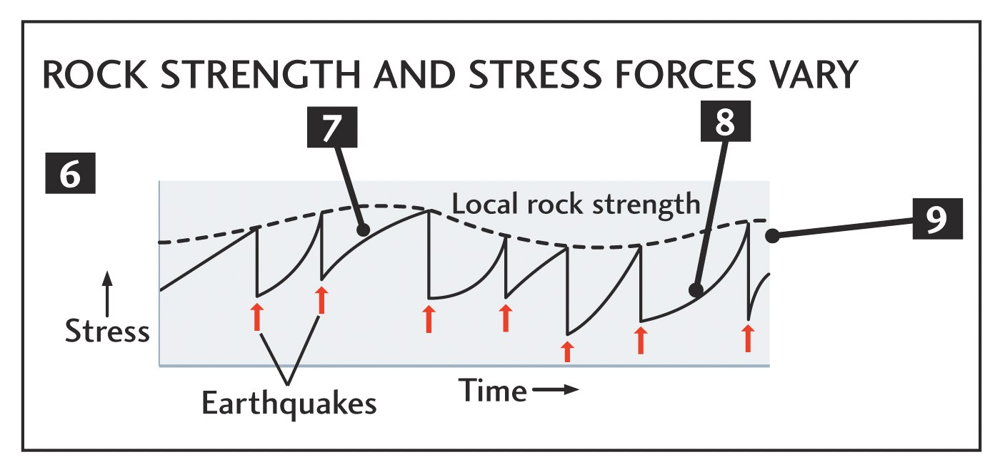 ROCK STRENGTH AND STRESS FORCES VARY
7
8
6
Local rock strength
9
Stress
Time
Earthquakes